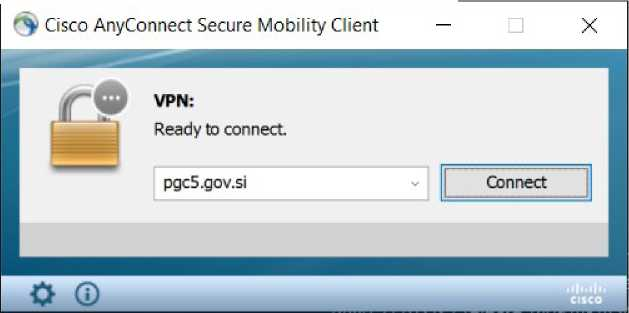 Cisco AnyConnect Secure Mobility Client
VPN:
Ready to connect.
pgc5.gov.si
Connect
CISCO